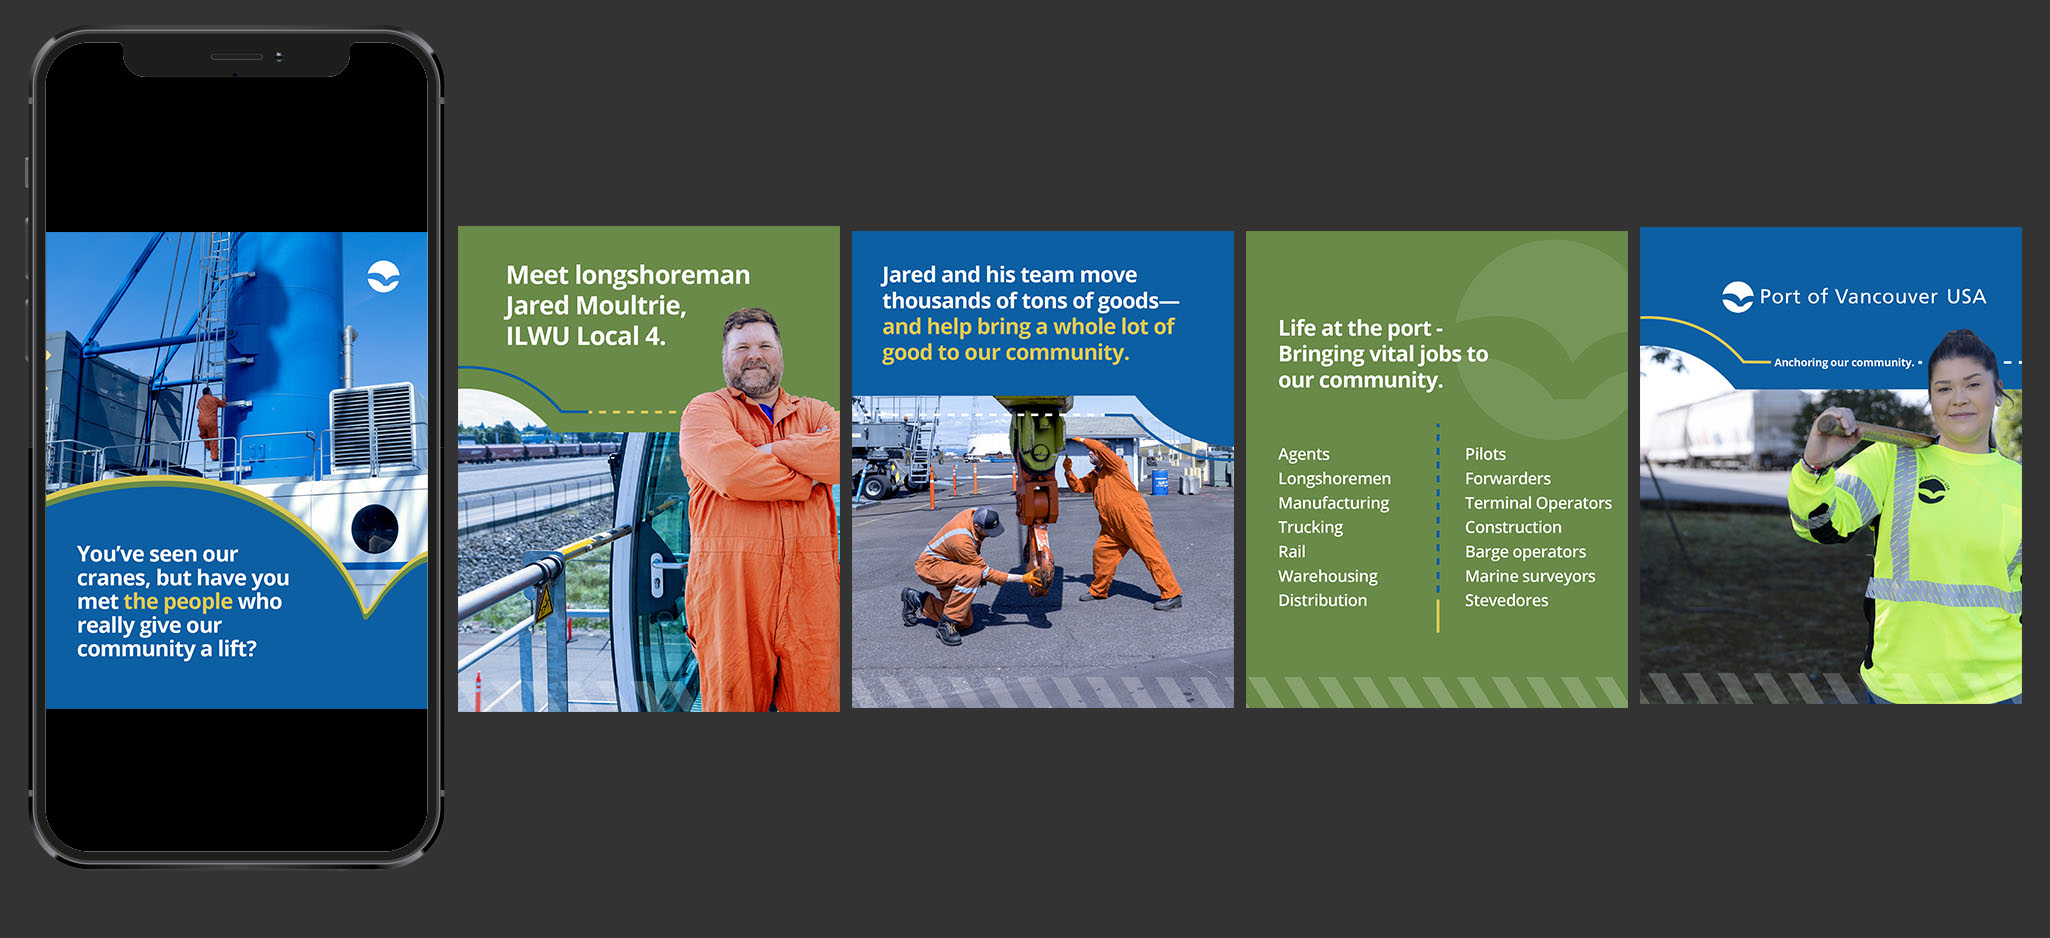 You've seen our
cranes, but have you
met the people who
really give our
community a lift?
Meet longshoreman
Jared Moultrie,
ILWU Local 4.
Jared and his team move
thousands of tons of goods—
and help bring a whole lot of
good to our community.
Life at the port -
Bringing vital jobs to
our community.
Agents
Longshoremen
Manufacturing
Trucking
Rail
Warehousing
Distribution
Pilots
Forwarders
Terminal Operators
Construction
Barge operators
Marine surveyors
Stevedores
Port of Vancouver USA
Anchoring our community.